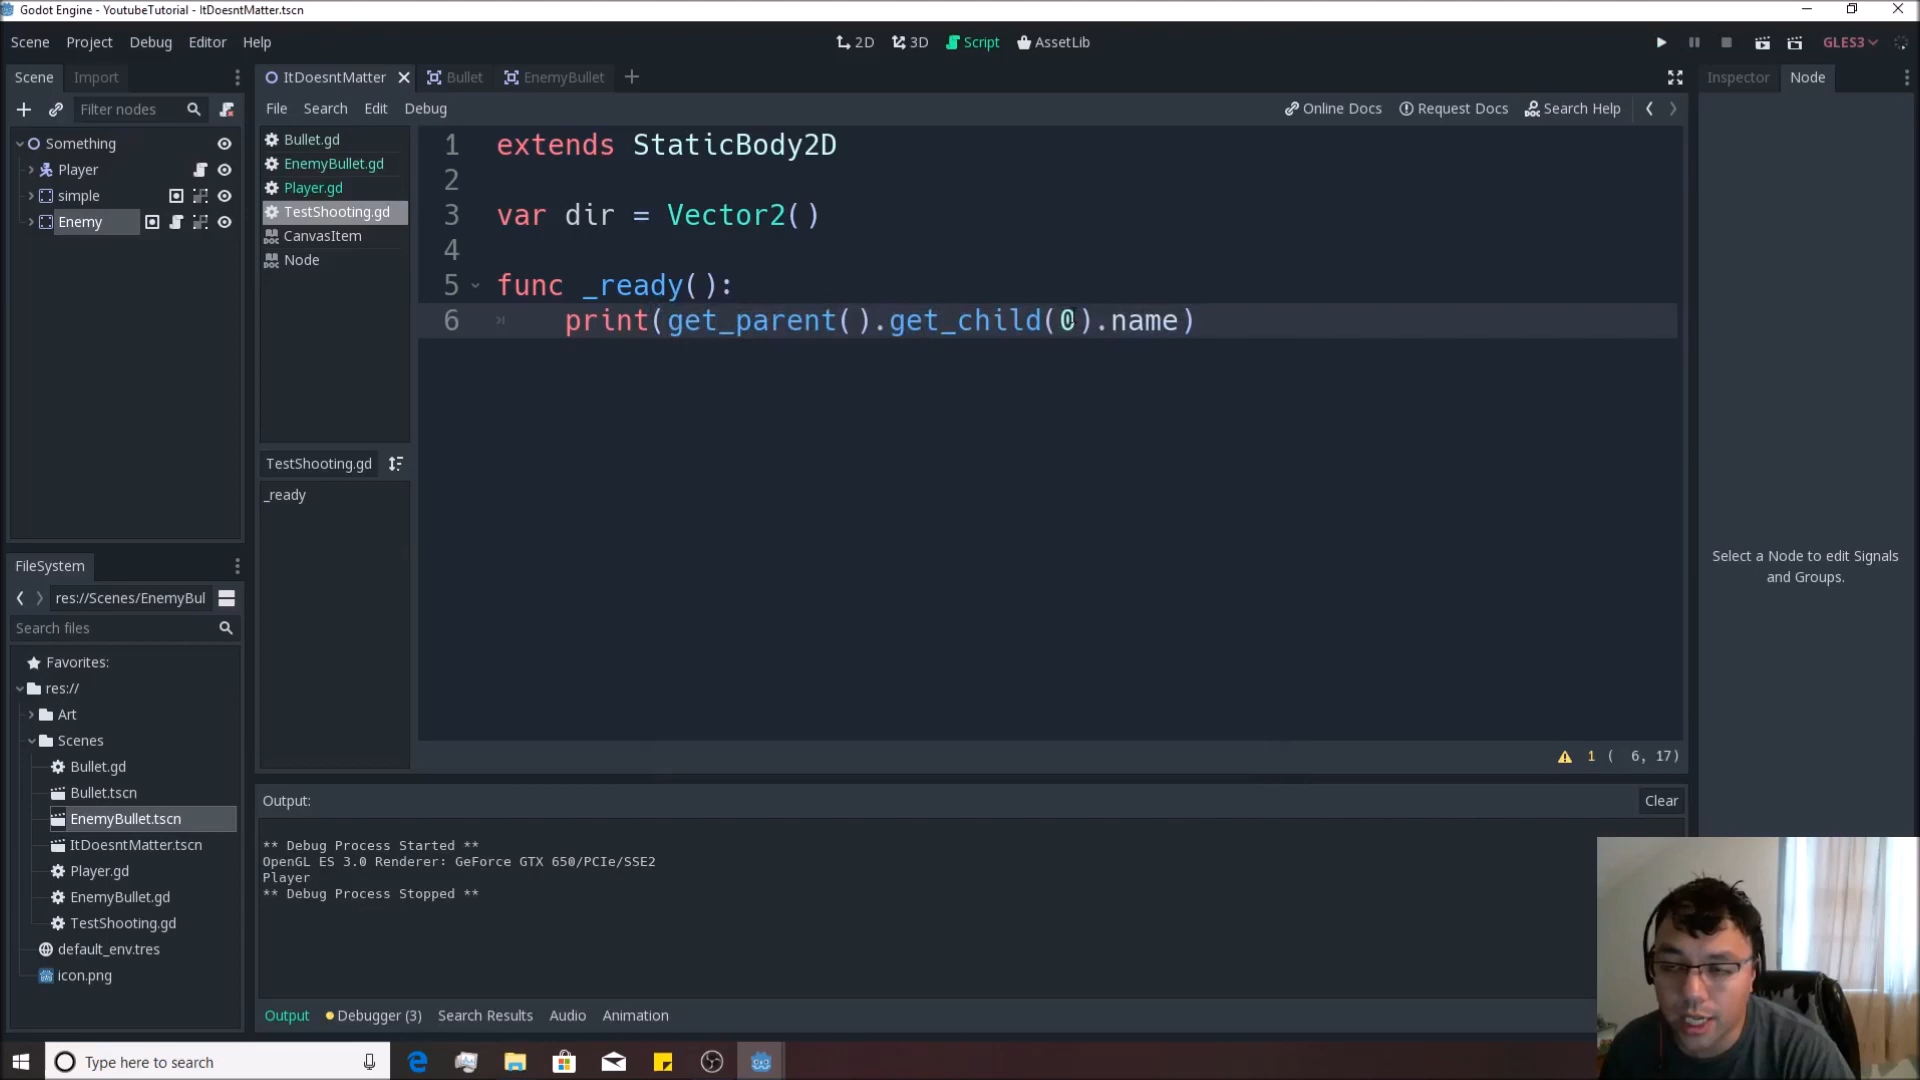 Godot Engine - YoutubeTutorial - ItDoesntMatter.tscn
Scene Project Debug Editor Help
2D 3D Script AssetLib
GLES3
Scene Import
ItDoesntMatter Bullet EnemyBullet
Inspector Node
Filter nodes
File Search Edit Debug
Online Docs Request Docs Search Help
Something
Player
simple
Enemy
Bullet.gd
EnemyBullet.gd
Player.gd
TestShooting.gd
CanvasItem
Node
TestShooting.gd
_ready
1 extends StaticBody2D
2
3 var dir = Vector2()
4
5 func _ready():
6 print(get_parent().get_child(0).name)
1 ( 6, 17)
Select a Node to edit Signals
and Groups.
FileSystem
res://Scenes/EnemyBul
Search files
Favorites:
res://
Art
Scenes
Bullet.gd
Bullet.tscn
EnemyBullet.tscn
ItDoesntMatter.tscn
Player.gd
EnemyBullet.gd
TestShooting.gd
default_env.tres
icon.png
Output:
Clear
** Debug Process Started **
OpenGL ES 3.0 Renderer: GeForce GTX 650/PCIe/SSE2
Player
** Debug Process Stopped **
Output Debugger (3) Search Results Audio Animation
Type here to search